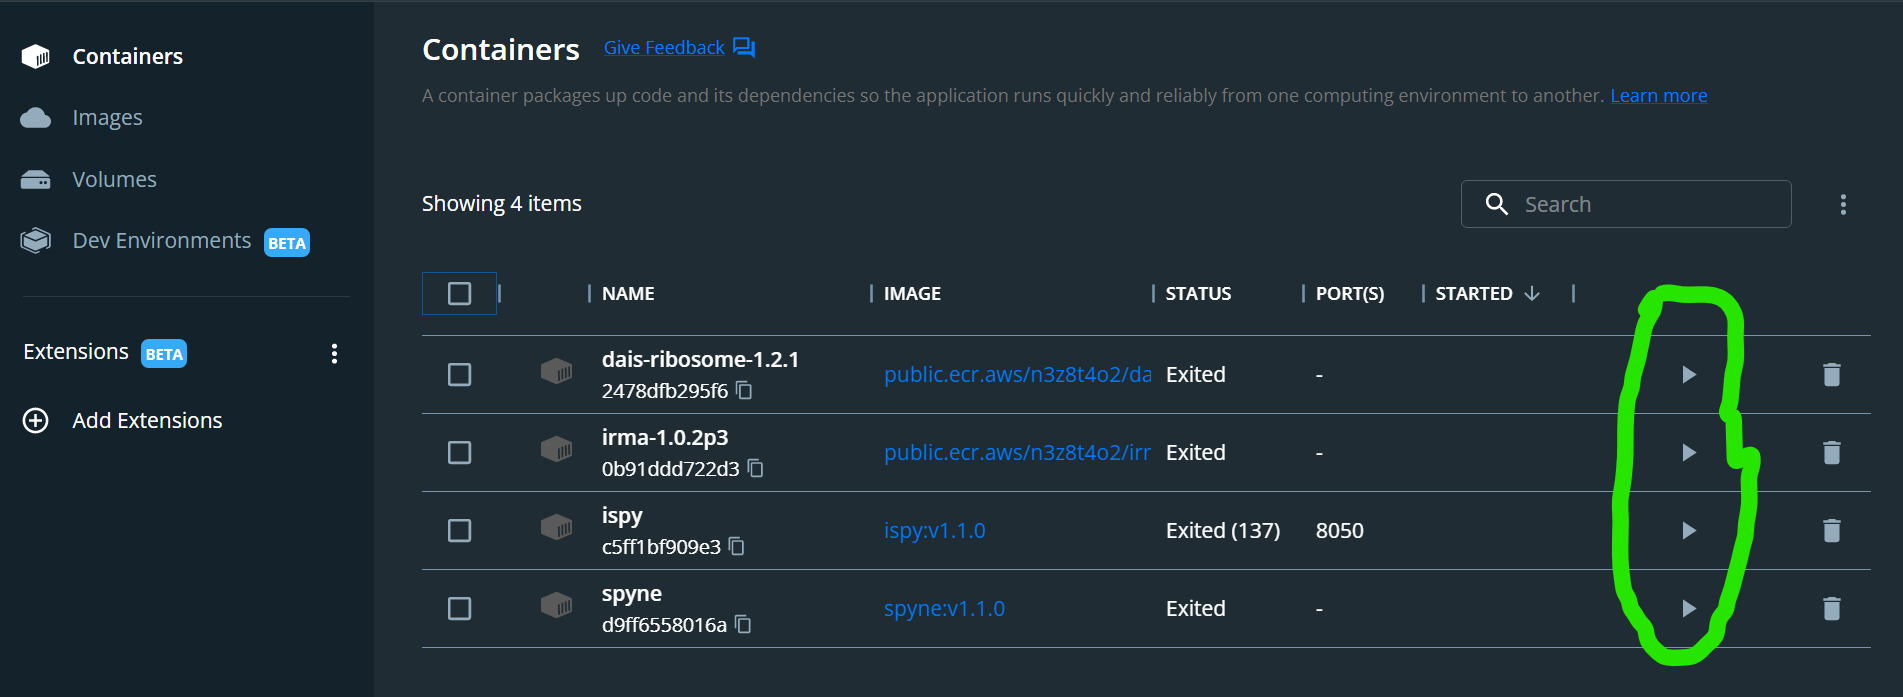 Containers
Images
Volumes
Dev Environments BETA
Extensions BETA
Add Extensions
Containers Give Feedback
A container packages up code and its dependencies so the application runs quickly and reliably from one computing environment to another. Learn more
Showing 4 items
Search
NAME IMAGE STATUS PORT(S) STARTED
dais-ribosome-1.2.1
2478dfb295f6
public.ecr.aws/n3z8t4o2/da Exited -
irma-1.0.2p3
0b91ddd722d3
public.ecr.aws/n3z8t4o2/irr Exited -
ispy
c5ff1bf909e3
ispy:v1.1.0 Exited (137) 8050
spyne
d9ff6558016a
spyne:v1.1.0 Exited -